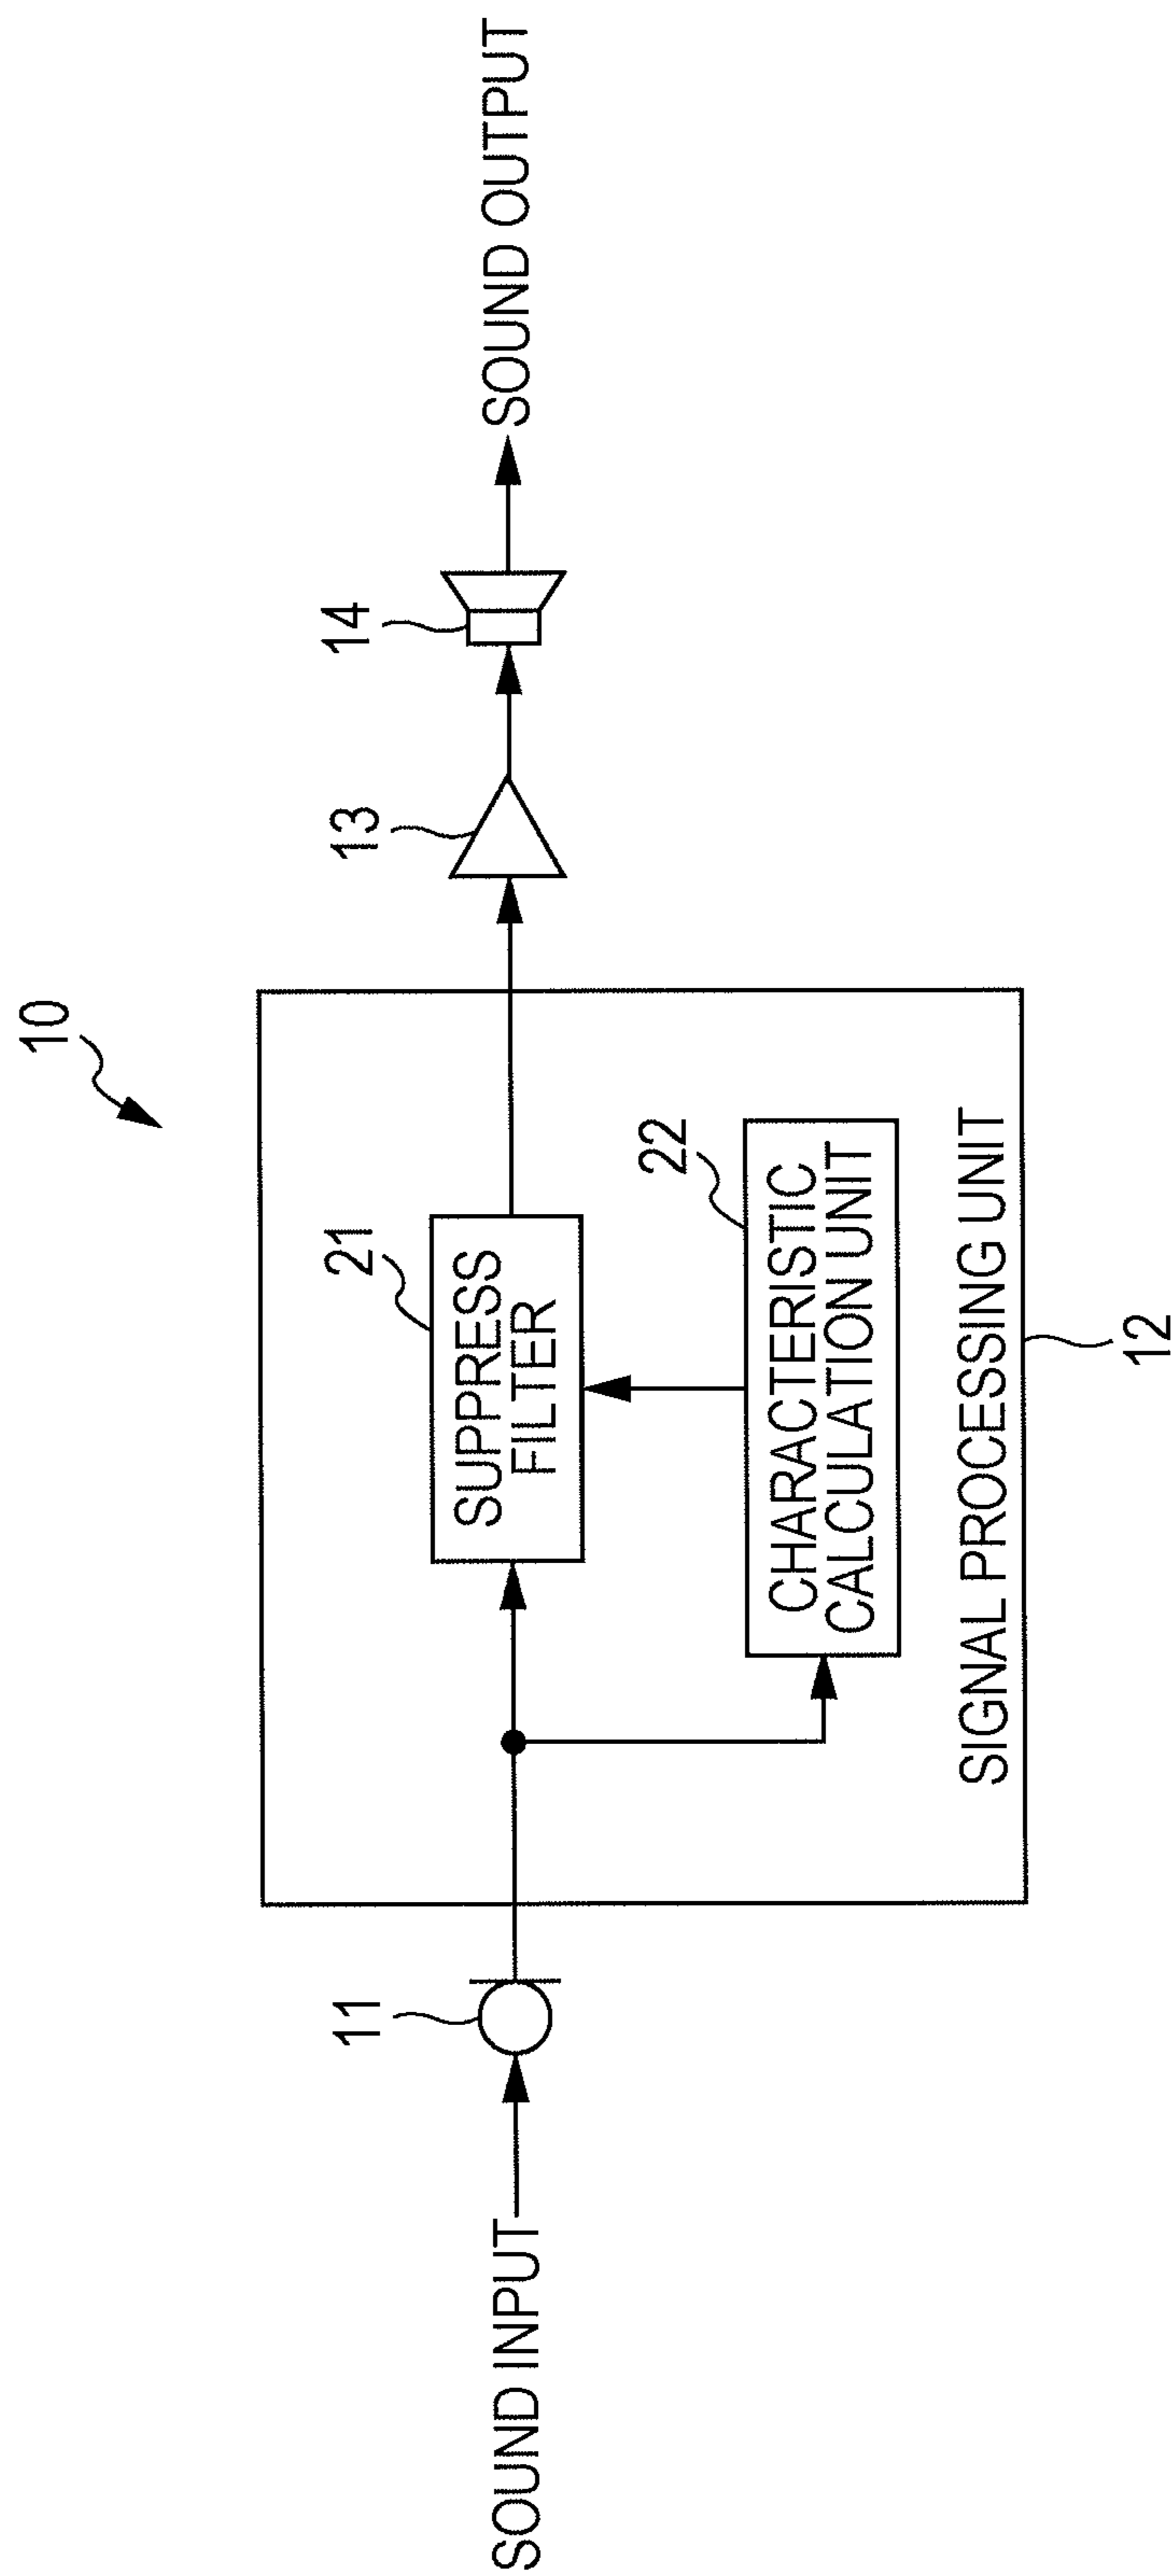 10
SOUND INPUT
11
21
SUPPRESS
FILTER
22
CHARACTERISTIC
CALCULATION UNIT
SIGNAL PROCESSING UNIT
12
13
14
SOUND OUTPUT